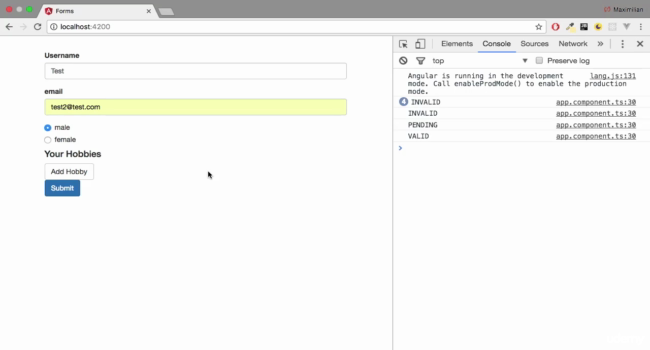 Forms
Maximilian
localhost:4200
Username
Test
email
test2@test.com
male
female
Your Hobbies
Add Hobby
Submit
Elements Console Sources Network
top
Preserve log
Angular is running in the development lang.js:131
mode. Call enableProdMode() to enable the production
mode.
4 INVALID app.component.ts:30
INVALID app.component.ts:30
PENDING app.component.ts:30
VALID app.component.ts:30